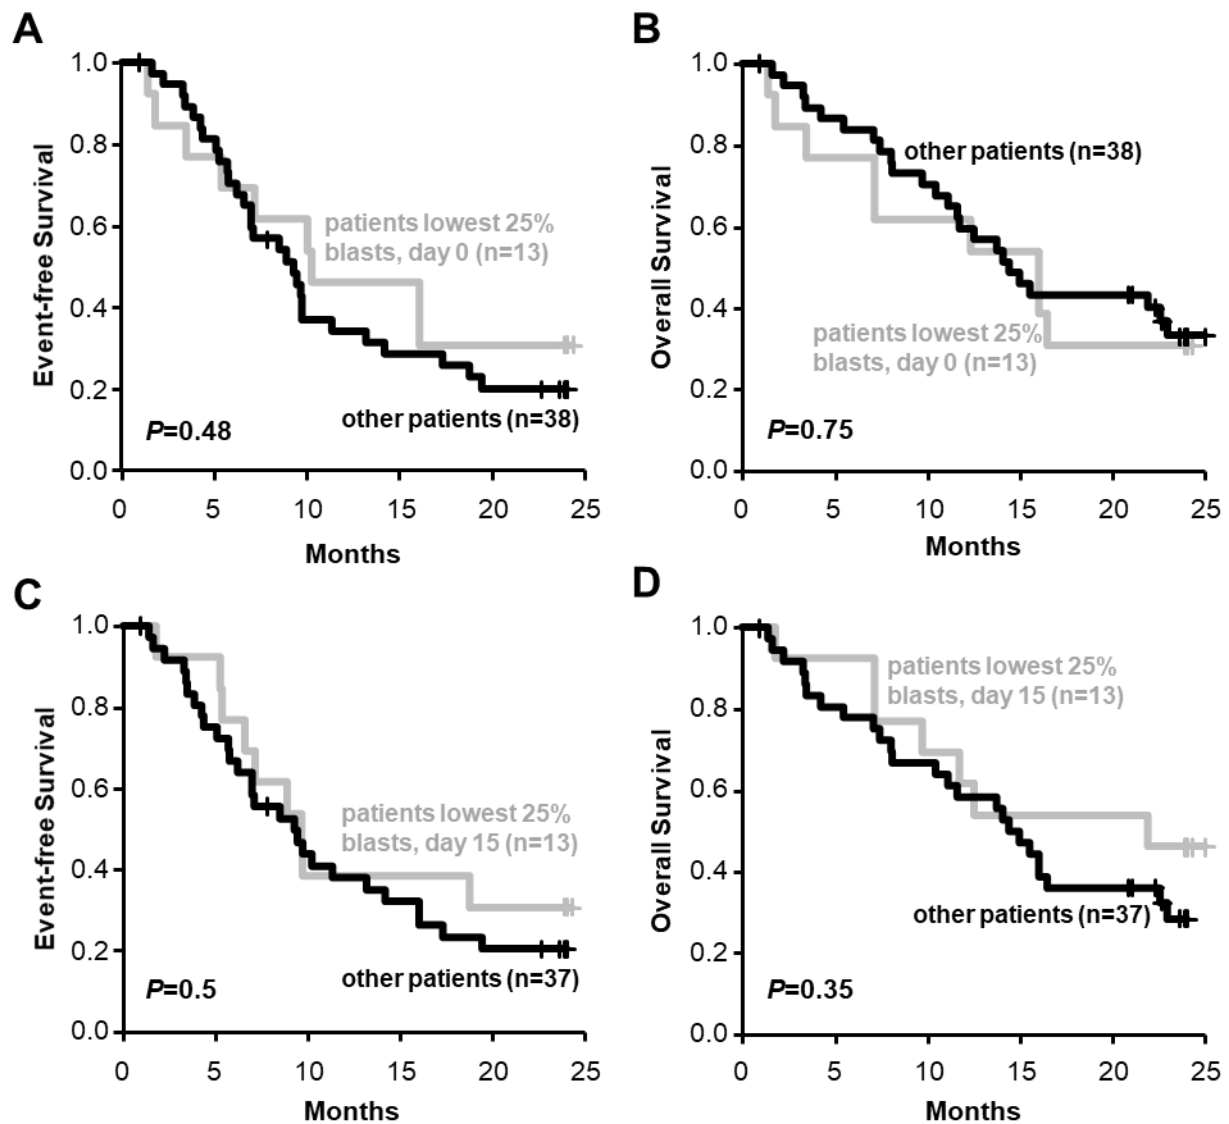 A
Event-free Survival
1.0
0.8
0.6
0.4
0.2
0.0
patients lowest 25%
blasts, day 0 (n=13)
other patients (n=38)
P=0.48
0 5 10 15 20 25
Months
B
Overall Survival
1.0
0.8
0.6
0.4
0.2
0.0
other patients (n=38)
patients lowest 25%
blasts, day 0 (n=13)
P=0.75
0 5 10 15 20 25
Months
C
Event-free Survival
1.0
0.8
0.6
0.4
0.2
0.0
patients lowest 25%
blasts, day 15 (n=13)
other patients (n=37)
P=0.5
0 5 10 15 20 25
Months
D
Overall Survival
1.0
0.8
0.6
0.4
0.2
0.0
patients lowest 25%
blasts, day 15 (n=13)
other patients (n=37)
P=0.35
0 5 10 15 20 25
Months